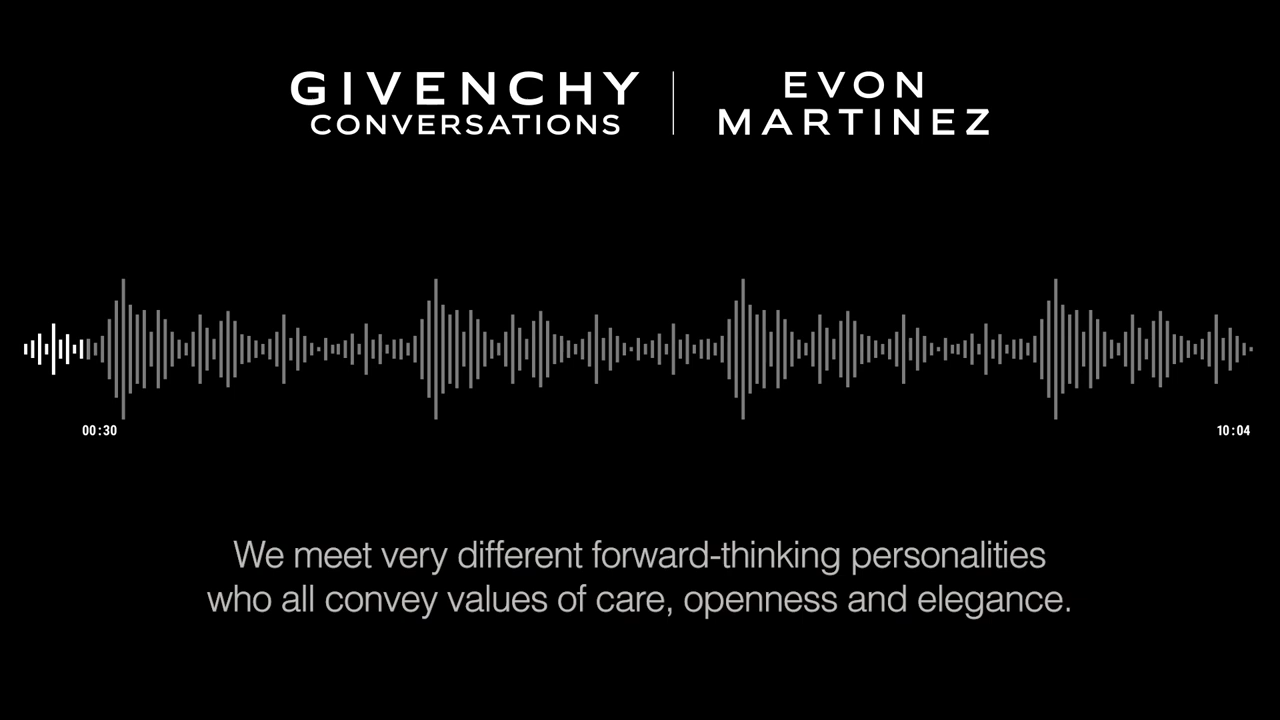 GIVENCHY
CONVERSATIONS
EVON
MARTINEZ
00:30
10:04
We meet very different forward-thinking personalities
who all convey values of care, openness and elegance.